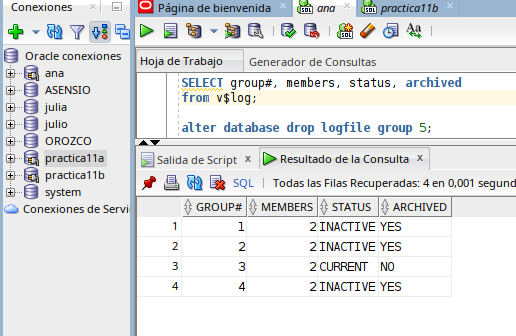 Conexiones
Página de bienvenida
ana
practica11b
Oracle conexiones
ana
ASENSIO
julia
julio
OROZCO
practica11a
practica11b
system
Conexiones de Servi
Hoja de Trabajo
Generador de Consultas
SELECT group#, members, status, archived
from v$log;
alter database drop logfile group 5;
Salida de Script
Resultado de la Consulta
SQL
Todas las Filas Recuperadas: 4 en 0,001 segund
GROUP# MEMBERS STATUS ARCHIVED
1 1 2 INACTIVE YES
2 2 2 INACTIVE YES
3 3 2 CURRENT NO
4 4 2 INACTIVE YES